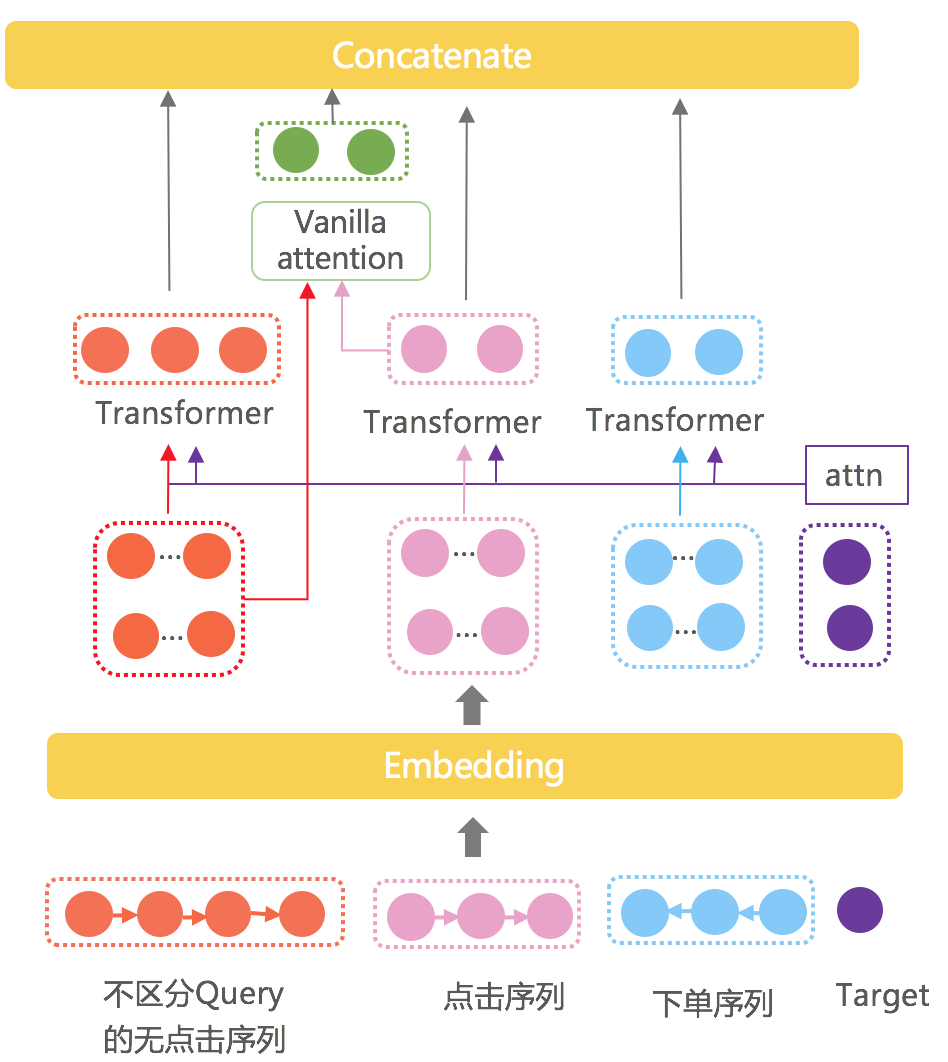 Concatenate
Vanilla
attention
Transformer
Transformer
Transformer
attn
...
...
...
...
...
...
Embedding
不区分Query
的无点击序列
点击序列
下单序列
Target